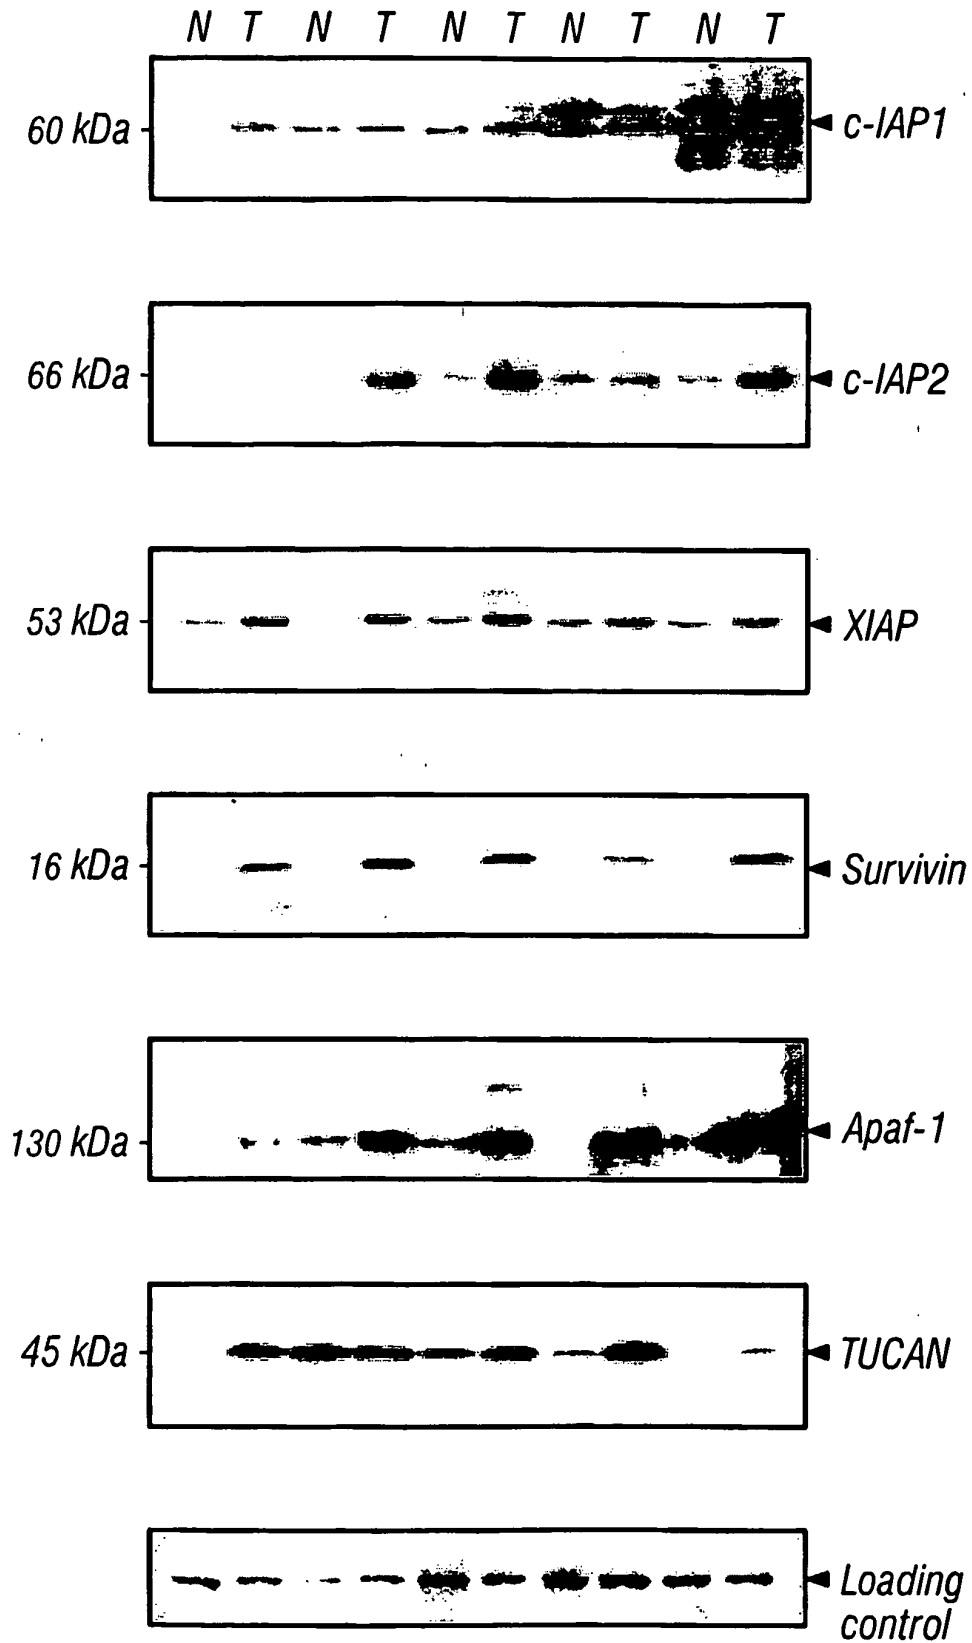 N T N T N T N T N T
60 kDa c-IAP1
66 kDa c-IAP2
53 kDa XIAP
16 kDa Survivin
130 kDa Apaf-1
45 kDa TUCAN
Loading
control